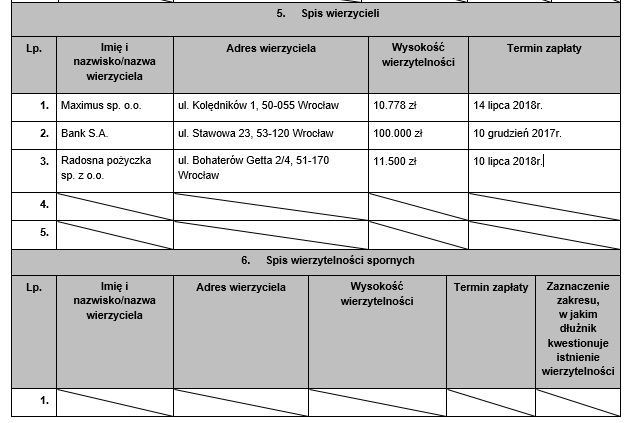 5. Spis wierzycieli
Lp.
Imię i
nazwisko/nazwa
wierzyciela
Adres wierzyciela
Wysokość
wierzytelności
Termin zapłaty
1.
Maximus sp. o.o.
ul. Kolędników 1, 50-055 Wrocław
10.778 zł
14 lipca 2018r.
2.
Bank S.A.
ul. Stawowa 23, 53-120 Wrocław
100.000 zł
10 grudzień 2017r.
3.
Radosna pożyczka
sp. z o.o.
ul. Bohaterów Getta 2/4, 51-170
Wrocław
11.500 zł
10 lipca 2018r.
4.
5.
6. Spis wierzytelności spornych
Lp.
Imię i
nazwisko/nazwa
wierzyciela
Adres wierzyciela
Wysokość
wierzytelności
Termin zapłaty
Zaznaczenie
zakresu,
w jakim
dłużnik
kwestionuje
istnienie
wierzytelności
1.